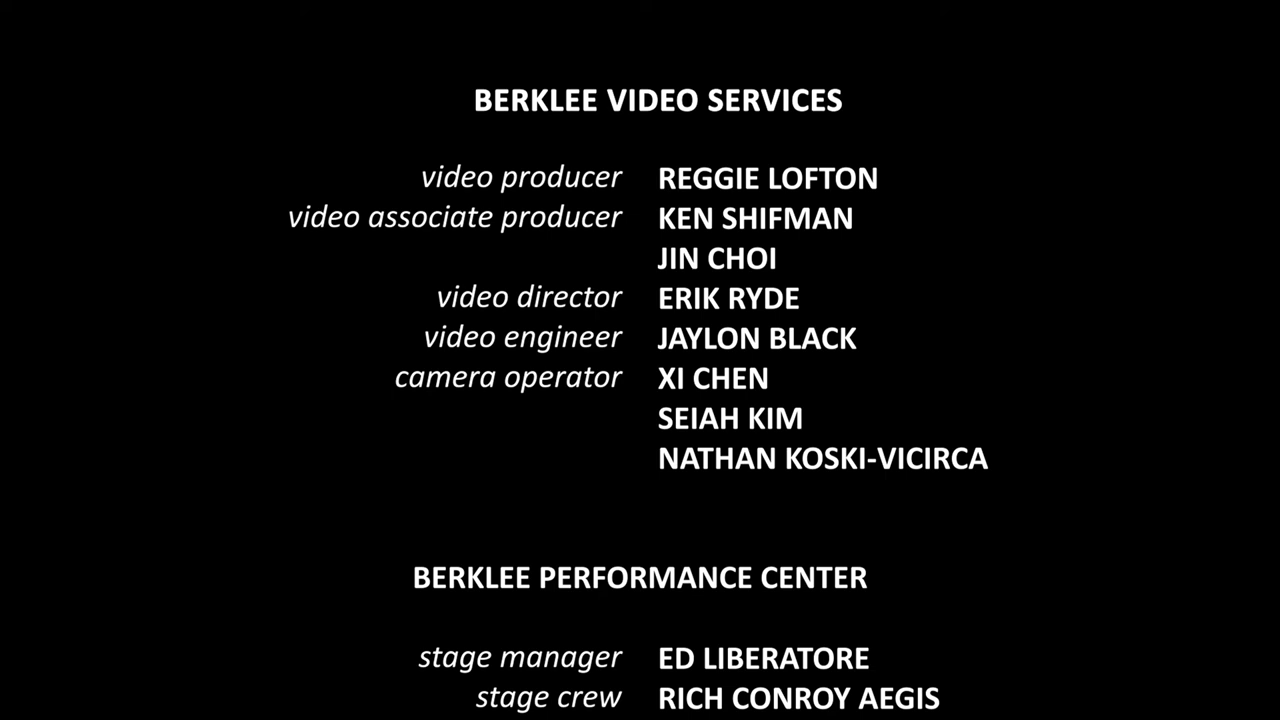 BERKLEE VIDEO SERVICES
video producer REGGIE LOFTON
video associate producer KEN SHIFMAN
JIN CHOI
video director ERIK RYDE
video engineer JAYLON BLACK
camera operator XI CHEN
SEIAH KIM
NATHAN KOSKI-VICIRCA
BERKLEE PERFORMANCE CENTER
stage manager ED LIBERATORE
stage crew RICH CONROY AEGIS